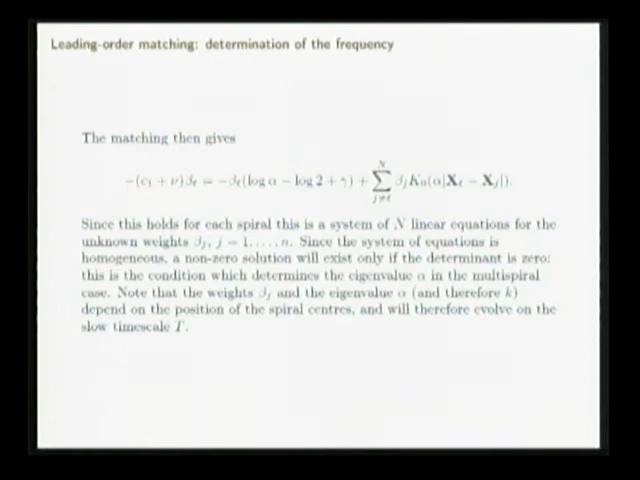 Leading-order matching: determination of the frequency
The matching then gives
−(c₁ + ν)β_ℓ = −β_ℓ(log α − log 2 + γ) + ∑_{j≠ℓ}^{N} β_j K₀(α|X_ℓ − X_j|).
Since this holds for each spiral this is a system of N linear equations for the
unknown weights β_j, j = 1, . . . , n. Since the system of equations is
homogeneous, a non-zero solution will exist only if the determinant is zero:
this is the condition which determines the eigenvalue α in the multispiral
case. Note that the weights β_j and the eigenvalue α (and therefore k)
depend on the position of the spiral centres, and will therefore evolve on the
slow timescale T.